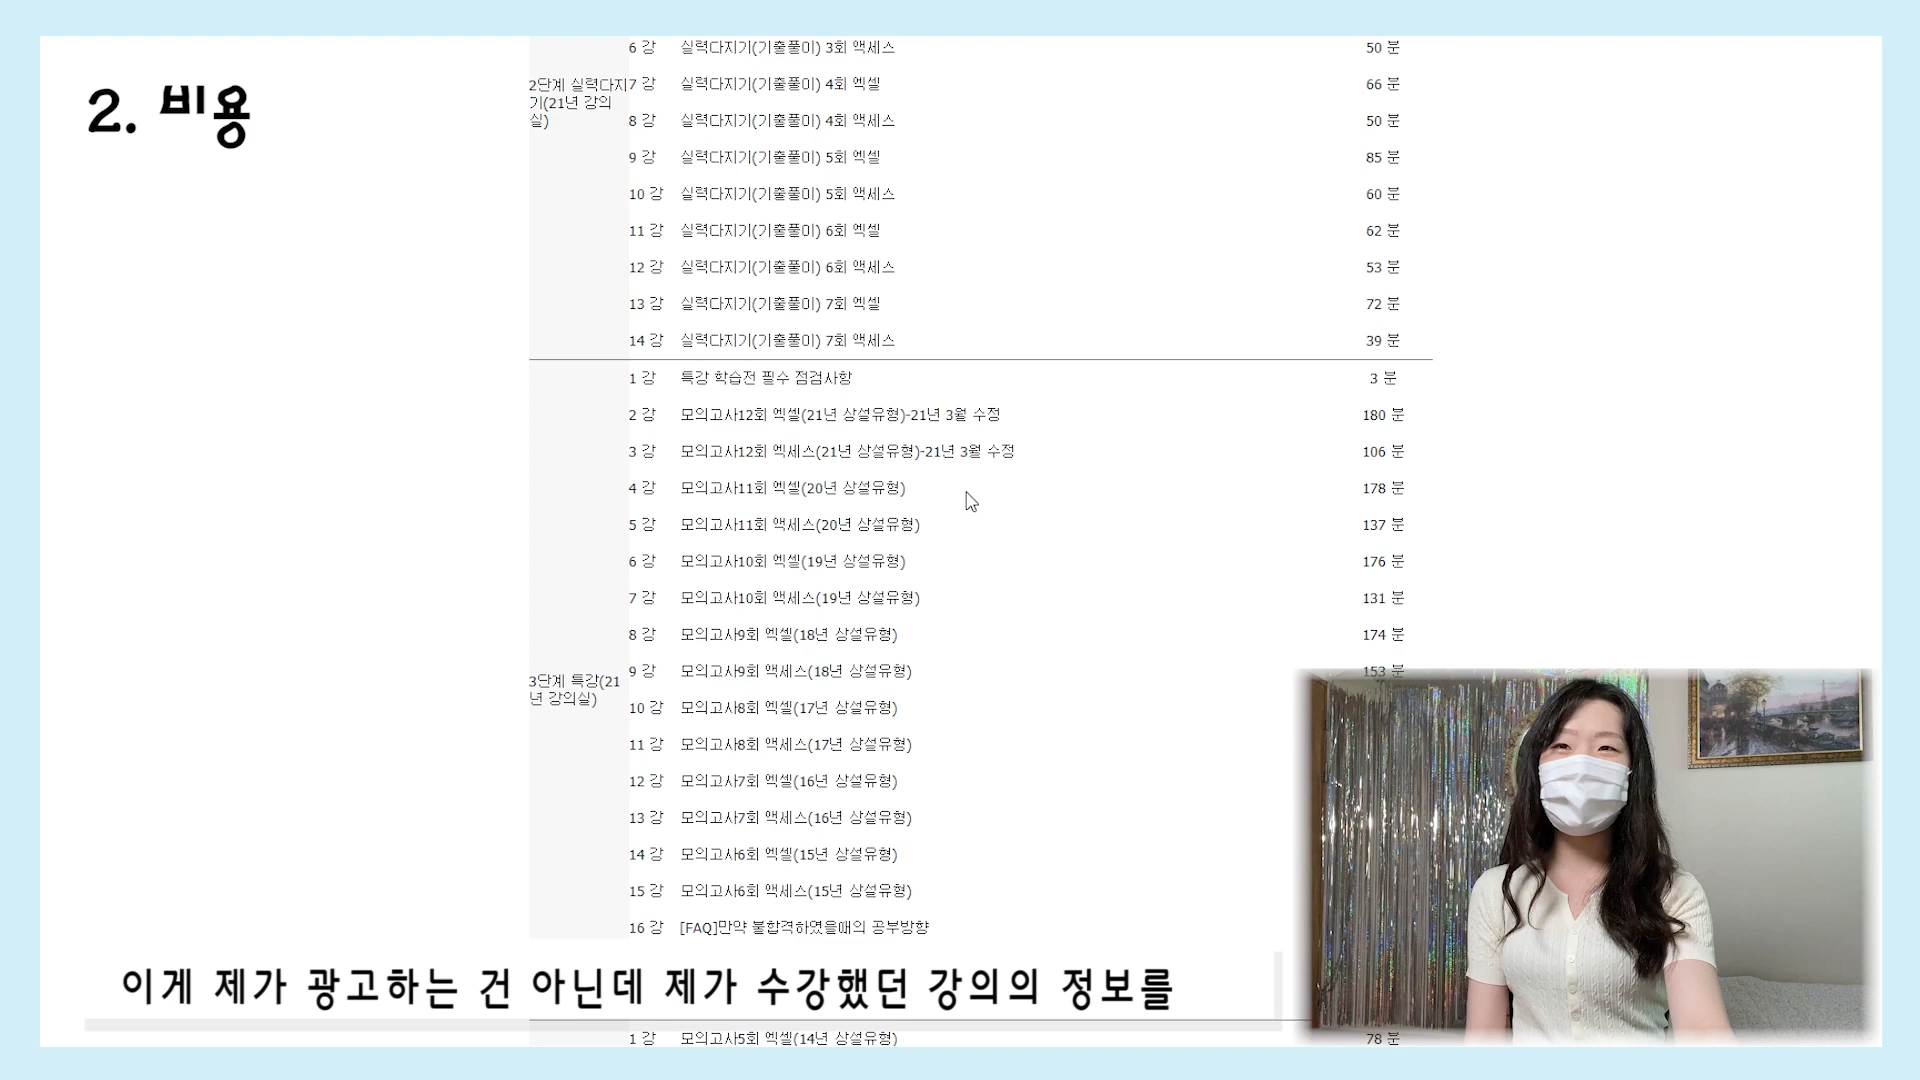 2. 비용
6 강 실력다지기(기출풀이) 3회 액세스 50 분
2단계 실력다지
기(21년 강의
실)
7 강 실력다지기(기출풀이) 4회 엑셀 66 분
8 강 실력다지기(기출풀이) 4회 액세스 50 분
9 강 실력다지기(기출풀이) 5회 엑셀 85 분
10 강 실력다지기(기출풀이) 5회 액세스 60 분
11 강 실력다지기(기출풀이) 6회 엑셀 62 분
12 강 실력다지기(기출풀이) 6회 액세스 53 분
13 강 실력다지기(기출풀이) 7회 엑셀 72 분
14 강 실력다지기(기출풀이) 7회 액세스 39 분
1 강 특강 학습전 필수 점검사항 3 분
2 강 모의고사12회 엑셀(21년 상설유형)-21년 3월 수정 180 분
3 강 모의고사12회 엑세스(21년 상설유형)-21년 3월 수정 106 분
4 강 모의고사11회 엑셀(20년 상설유형) 178 분
5 강 모의고사11회 액세스(20년 상설유형) 137 분
6 강 모의고사10회 엑셀(19년 상설유형) 176 분
7 강 모의고사10회 액세스(19년 상설유형) 131 분
8 강 모의고사9회 엑셀(18년 상설유형) 174 분
3단계 특강(21
년 강의실)
9 강 모의고사9회 액세스(18년 상설유형) 153 분
10 강 모의고사8회 엑셀(17년 상설유형)
11 강 모의고사8회 액세스(17년 상설유형)
12 강 모의고사7회 엑셀(16년 상설유형)
13 강 모의고사7회 액세스(16년 상설유형)
14 강 모의고사6회 엑셀(15년 상설유형)
15 강 모의고사6회 액세스(15년 상설유형)
16 강 [FAQ]만약 불합격하였을때의 공부방향
이게 제가 광고하는 건 아닌데 제가 수강했던 강의의 정보를
1 강 모의고사5회 엑셀(14년 상설유형) 78 분